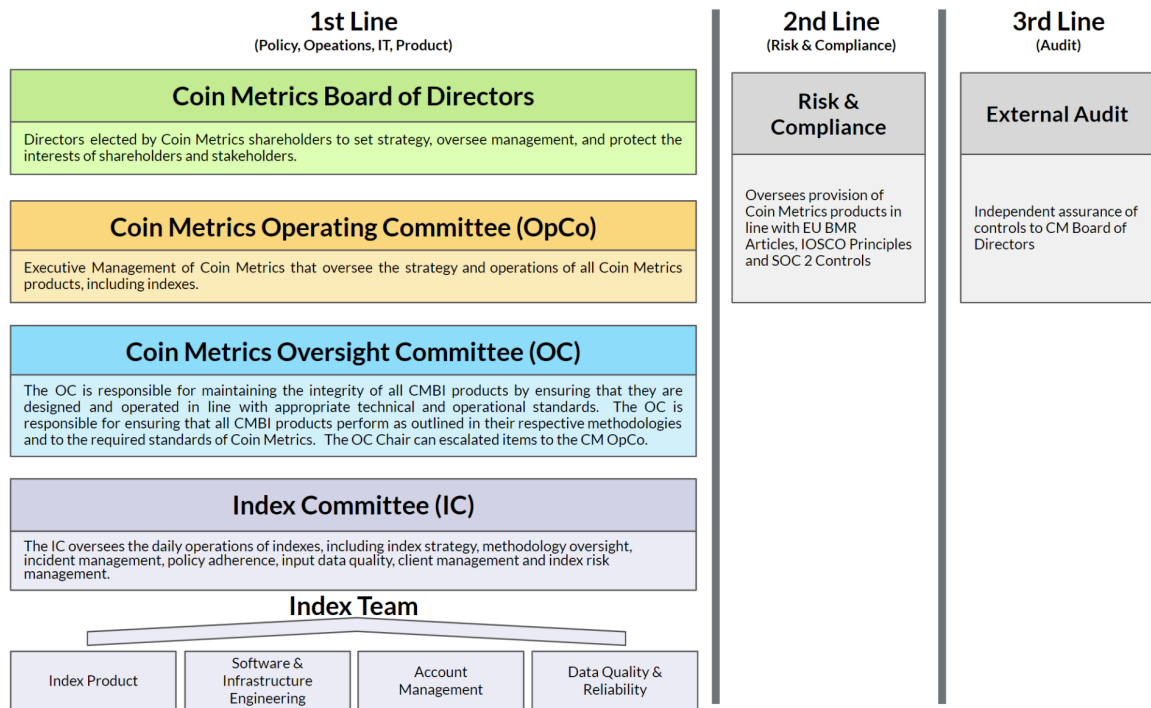 1st Line
(Policy, Opeations, IT, Product)
Coin Metrics Board of Directors
Directors elected by Coin Metrics shareholders to set strategy, oversee management, and protect the
interests of shareholders and stakeholders.
Coin Metrics Operating Committee (OpCo)
Executive Management of Coin Metrics that oversee the strategy and operations of all Coin Metrics
products, including indexes.
Coin Metrics Oversight Committee (OC)
The OC is responsible for maintaining the integrity of all CMBI products by ensuring that they are
designed and operated in line with appropriate technical and operational standards. The OC is
responsible for ensuring that all CMBI products perform as outlined in their respective methodologies
and to the required standards of Coin Metrics. The OC Chair can escalated items to the CM OpCo.
Index Committee (IC)
The IC oversees the daily operations of indexes, including index strategy, methodology oversight,
incident management, policy adherence, input data quality, client management and index risk
management.
Index Team
Index Product
Software &
Infrastructure
Engineering
Account
Management
Data Quality &
Reliability
2nd Line
(Risk & Compliance)
Risk &
Compliance
Oversees provision of
Coin Metrics products in
line with EU BMR
Articles, IOSCO Principles
and SOC 2 Controls
3rd Line
(Audit)
External Audit
Independent assurance of
controls to CM Board of
Directors